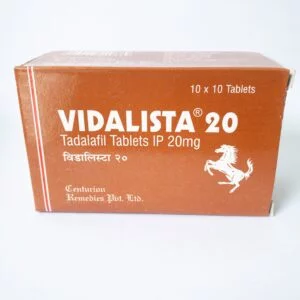 10 x 10 Tablets
VIDALISTA® 20
Tadalafil Tablets IP 20mg
विडालिस्टा २०
Centurion
Remedies Pvt. Ltd.